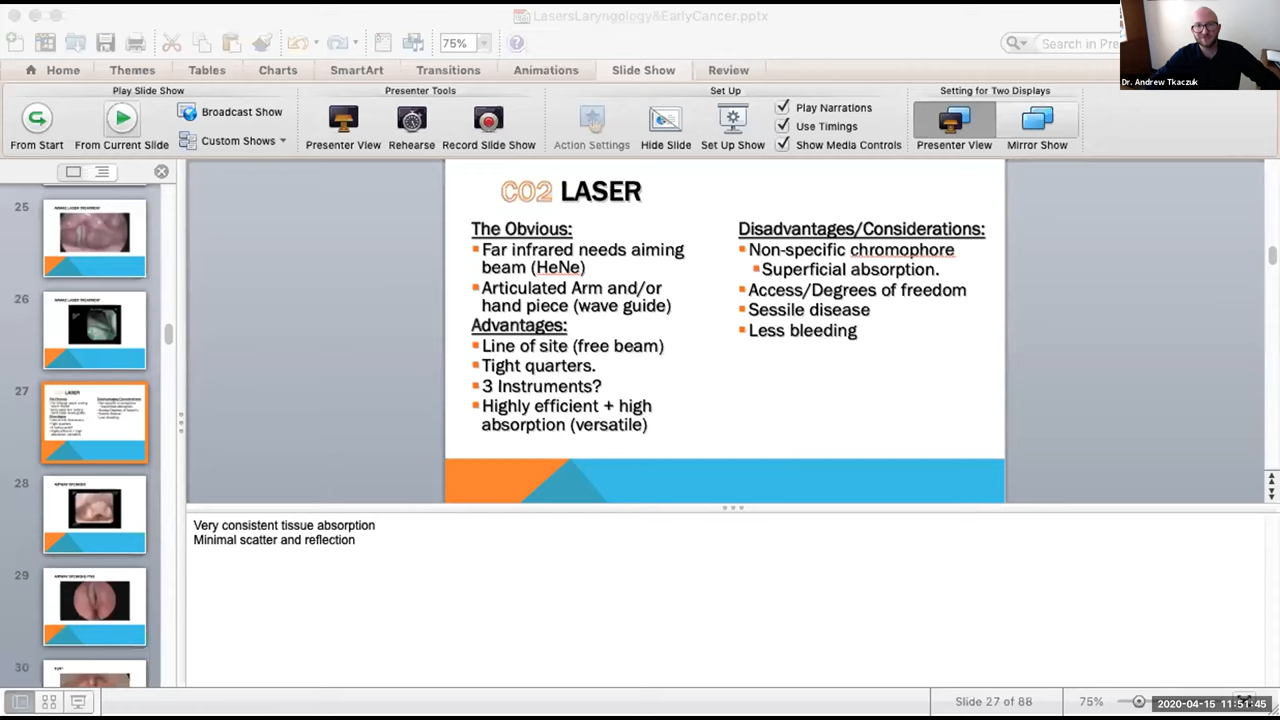 LasersLaryngology&EarlyCancer.pptx
75%
Search in Pre
Dr. Andrew Tkaczuk
Home
Themes
Tables
Charts
SmartArt
Transitions
Animations
Slide Show
Review
Play Slide Show
Presenter Tools
Set Up
Setting for Two Displays
From Start
From Current Slide
Broadcast Show
Custom Shows
Presenter View
Rehearse
Record Slide Show
Action Settings
Hide Slide
Set Up Show
Play Narrations
Use Timings
Show Media Controls
Presenter View
Mirror Show
25
26
27
28
29
30
CO2 LASER
The Obvious:
Far infrared needs aiming
beam (HeNe)
Articulated Arm and/or
hand piece (wave guide)
Advantages:
Line of site (free beam)
Tight quarters.
3 Instruments?
Highly efficient + high
absorption (versatile)
Disadvantages/Considerations:
Non-specific chromophore
Superficial absorption.
Access/Degrees of freedom
Sessile disease
Less bleeding
Very consistent tissue absorption
Minimal scatter and reflection
Slide 27 of 88
75%
2020-04-15 11:51:45